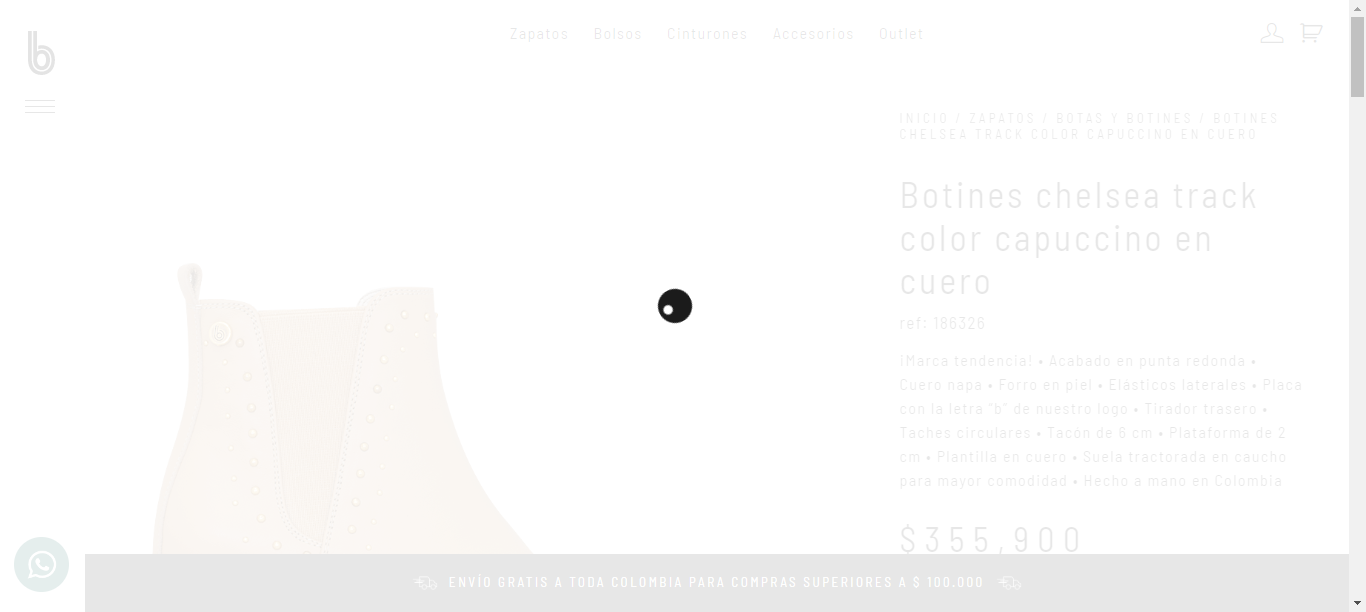 b
Zapatos Bolsos Cinturones Accesorios Outlet
INICIO / ZAPATOS / BOTAS Y BOTINES / BOTINES
CHELSEA TRACK COLOR CAPUCCINO EN CUERO
Botines chelsea track
color capuccino en
cuero
ref: 186326
¡Marca tendencia! • Acabado en punta redonda •
Cuero napa • Forro en piel • Elásticos laterales • Placa
con la letra "b" de nuestro logo • Tirador trasero •
Taches circulares • Tacón de 6 cm • Plataforma de 2
cm • Plantilla en cuero • Suela tractorada en caucho
para mayor comodidad • Hecho a mano en Colombia
$355,900
ENVÍO GRATIS A TODA COLOMBIA PARA COMPRAS SUPERIORES A $ 100.000